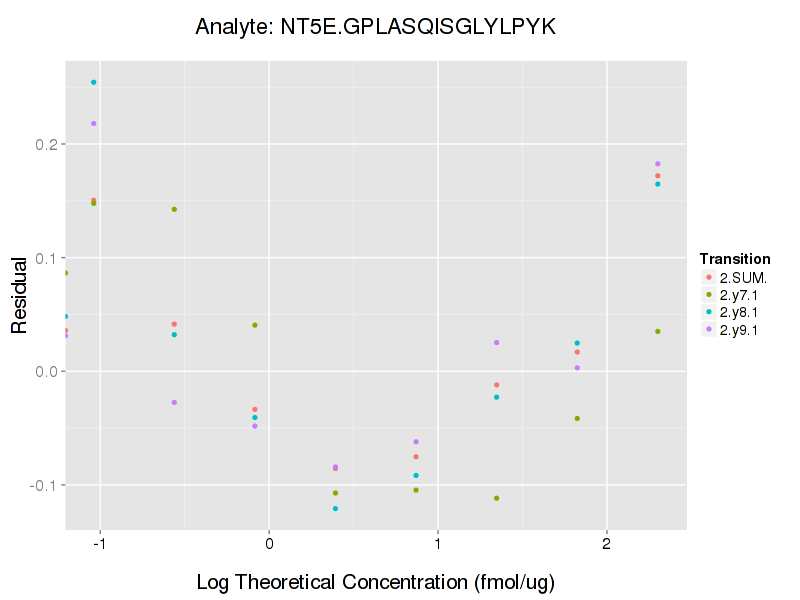 Analyte: NT5E.GPLASQISGLYLPYK
Residual
0.2
0.1
0.0
-0.1
-1
0
1
2
Log Theoretical Concentration (fmol/ug)
Transition
2.SUM.
2.y7.1
2.y8.1
2.y9.1